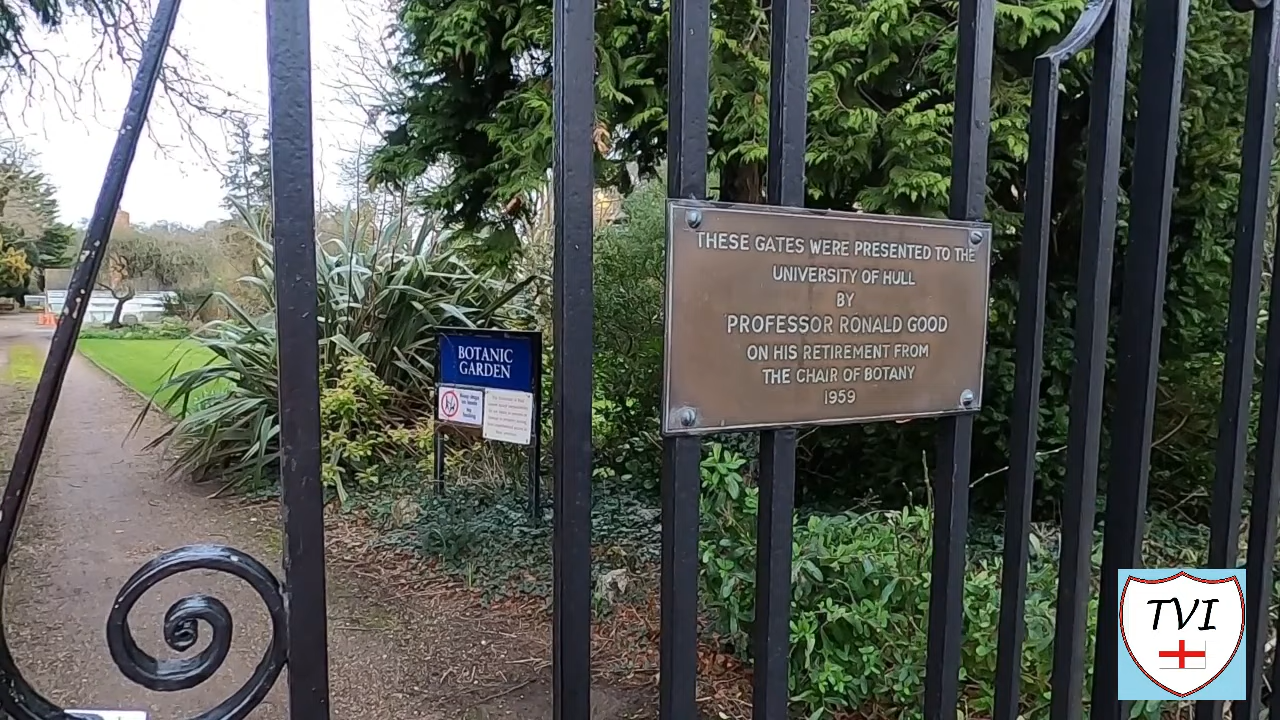 BOTANIC
GARDEN
THESE GATES WERE PRESENTED TO THE
UNIVERSITY OF HULL
BY
PROFESSOR RONALD GOOD
ON HIS RETIREMENT FROM
THE CHAIR OF BOTANY
1959
TVI